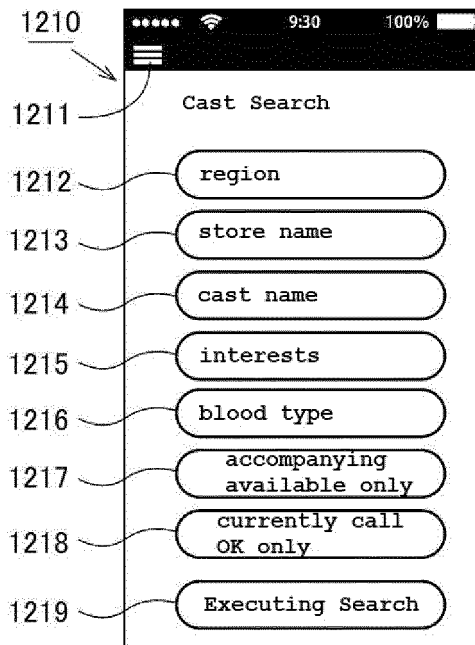 1210
9:30 100%
1211
Cast Search
1212
region
1213
store name
1214
cast name
1215
interests
1216
blood type
1217
accompanying
available only
1218
currently call
OK only
1219
Executing Search